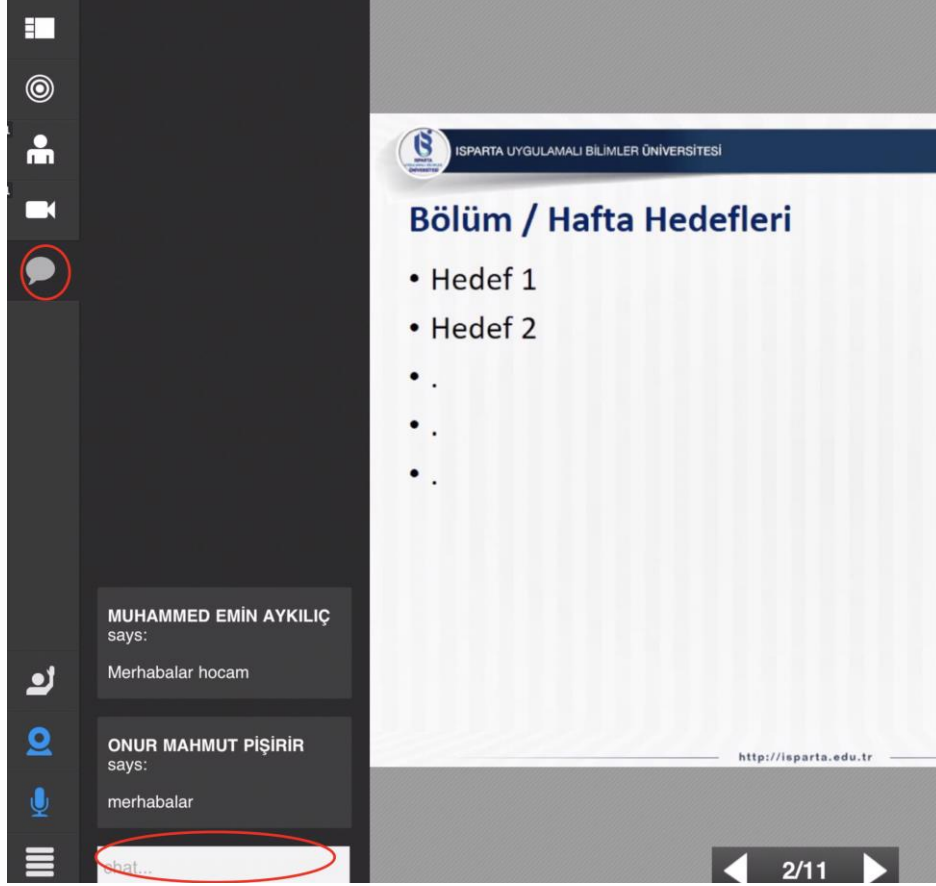 ISPARTA UYGULAMALI BİLİMLER ÜNİVERSİTESİ
Bölüm / Hafta Hedefleri
• Hedef 1
• Hedef 2
• .
• .
• .
http://isparta.edu.tr
MUHAMMED EMİN AYKILIÇ
says:
Merhabalar hocam
ONUR MAHMUT PİŞİRİR
says:
merhabalar
chat...
2/11